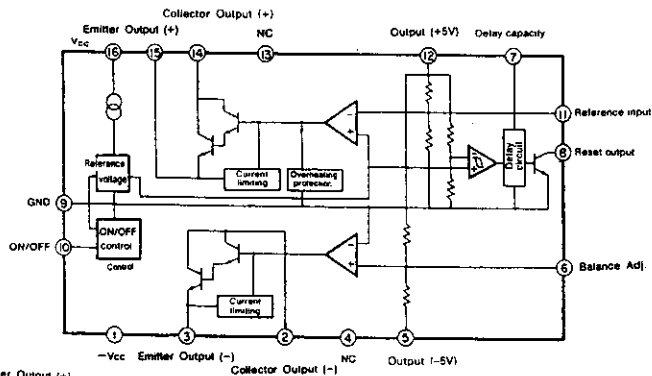 Collector Output (+)
Emitter Output (+)
NC
Output (+5V)
Delay capacity
Vcc
16
15
14
13
12
7
11
Reference input
8
Reset output
Reference
voltage
Current
limiting
Overheating
protection.
Delay
circuit
GND
9
ON/OFF
10
ON/OFF
control
Control
6
Balance Adj.
Current
limiting
1
3
2
4
5
-Vcc
Emitter Output (-)
Collector Output (-)
NC
Output (-5V)
Output (+)